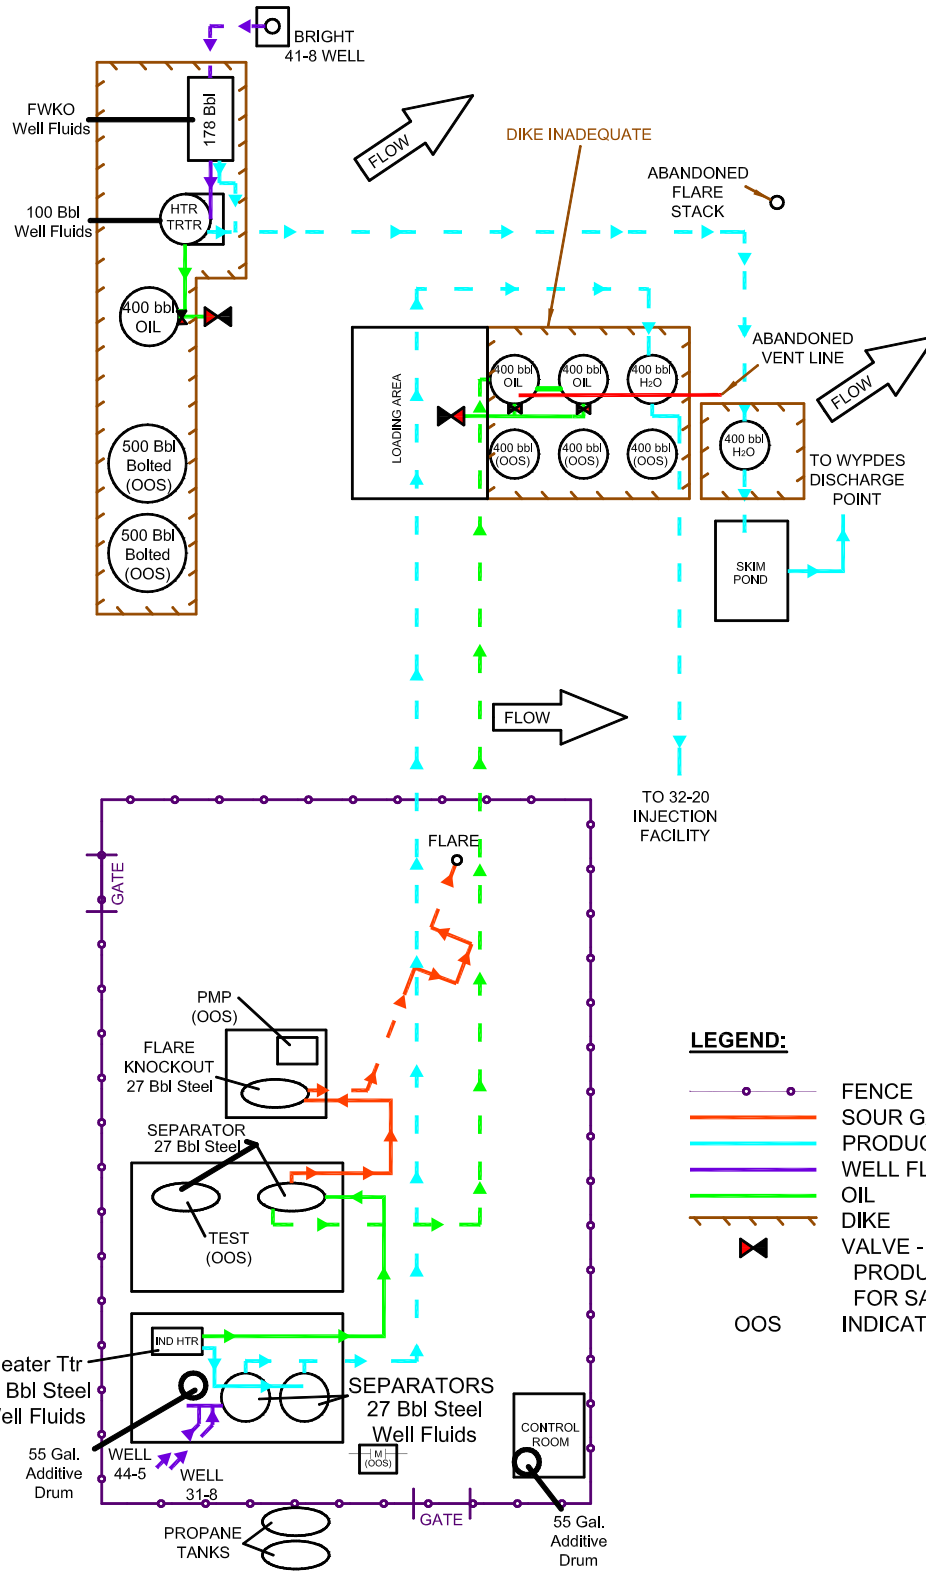 BRIGHT
41-8 WELL
FWKO
Well Fluids
178 Bbl
FLOW
DIKE INADEQUATE
ABANDONED
FLARE
STACK
100 Bbl
Well Fluids
HTR
TRTR
400 bbl
OIL
ABANDONED
VENT LINE
FLOW
LOADING AREA
400 bbl
OIL
400 bbl
OIL
400 bbl
H2O
400 bbl
(OOS)
400 bbl
(OOS)
400 bbl
(OOS)
400 bbl
H2O
TO WYPDES
DISCHARGE
POINT
500 Bbl
Bolted
(OOS)
500 Bbl
Bolted
(OOS)
SKIM
POND
FLOW
TO 32-20
INJECTION
FACILITY
FLARE
GATE
PMP
(OOS)
FLARE
KNOCKOUT
27 Bbl Steel
SEPARATOR
27 Bbl Steel
TEST
(OOS)
LEGEND:
FENCE
SOUR G
PRODUC
WELL FL
OIL
DIKE
VALVE -
PRODU
FOR SA
OOS INDICAT
IND HTR
eater Ttr
Bbl Steel
ell Fluids
SEPARATORS
27 Bbl Steel
Well Fluids
55 Gal.
Additive
Drum
WELL
44-5
WELL
31-8
M
(OOS)
CONTROL
ROOM
GATE
PROPANE
TANKS
55 Gal.
Additive
Drum